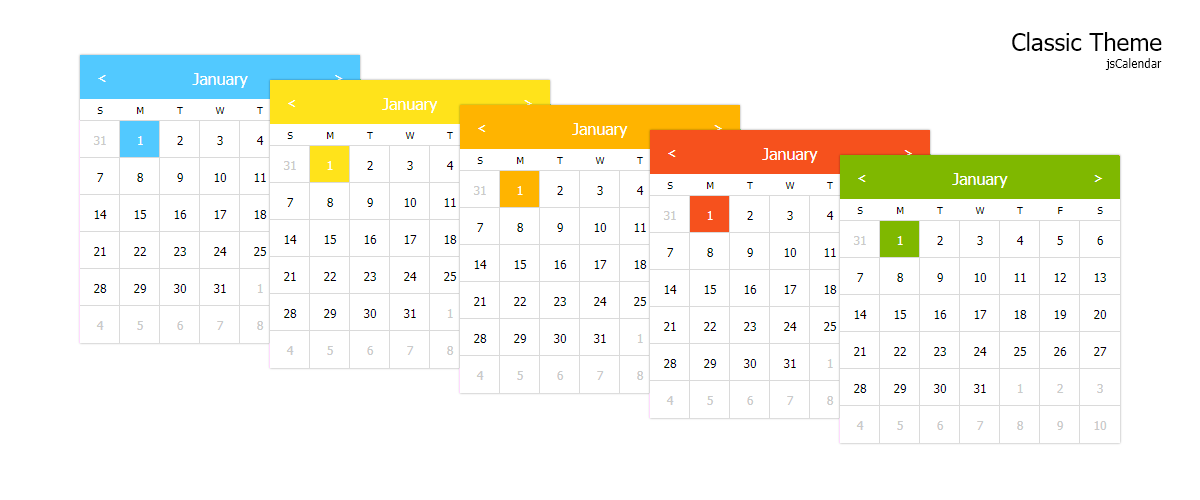 Classic Theme
jsCalendar
< January >
S M T W T
31 1 2 3 4
7 8 9 10 11
14 15 16 17 18
21 22 23 24 25
28 29 30 31 1
4 5 6 7 8
< January >
S M T W T
31 1 2 3 4
7 8 9 10 11
14 15 16 17 18
21 22 23 24 25
28 29 30 31 1
4 5 6 7 8
< January >
S M T W T
31 1 2 3 4
7 8 9 10 11
14 15 16 17 18
21 22 23 24 25
28 29 30 31 1
4 5 6 7 8
< January >
S M T W T
31 1 2 3 4
7 8 9 10 11
14 15 16 17 18
21 22 23 24 25
28 29 30 31 1
4 5 6 7 8
< January >
S M T W T F S
31 1 2 3 4 5 6
7 8 9 10 11 12 13
14 15 16 17 18 19 20
21 22 23 24 25 26 27
28 29 30 31 1 2 3
4 5 6 7 8 9 10